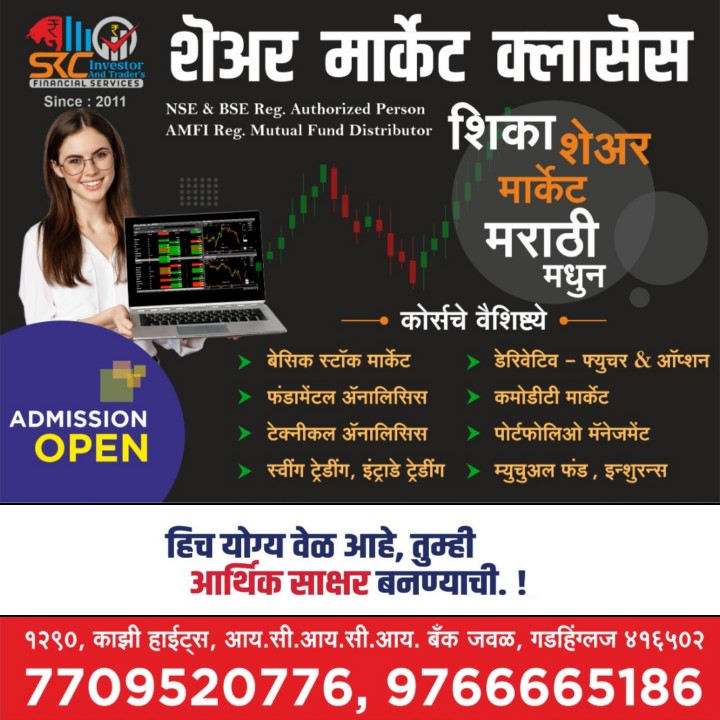 SKC Investor
And Trader's
FINANCIAL SERVICES
Since : 2011
शेअर मार्केट क्लासेस
NSE & BSE Reg. Authorized Person
AMFI Reg. Mutual Fund Distributor
शिका शेअर
मार्केट
मराठी
मधुन
कोर्सचे वैशिष्ट्ये
बेसिक स्टॉक मार्केट
फंडामेंटल ॲनालिसिस
टेक्नीकल ॲनालिसिस
स्वींग ट्रेडींग, इंट्राडे ट्रेडींग
डेरिवेटिव – फ्युचर & ऑप्शन
कमोडीटी मार्केट
पोर्टफोलिओ मॅनेजमेंट
म्युचुअल फंड , इन्शुरन्स
ADMISSION
OPEN
हिच योग्य वेळ आहे, तुम्ही
आर्थिक साक्षर बनण्याची. !
१२९०, काझी हाईट्स, आय.सी.आय.सी.आय. बँक जवळ, गडहिंग्लज ४१६५०२
7709520776, 9766665186